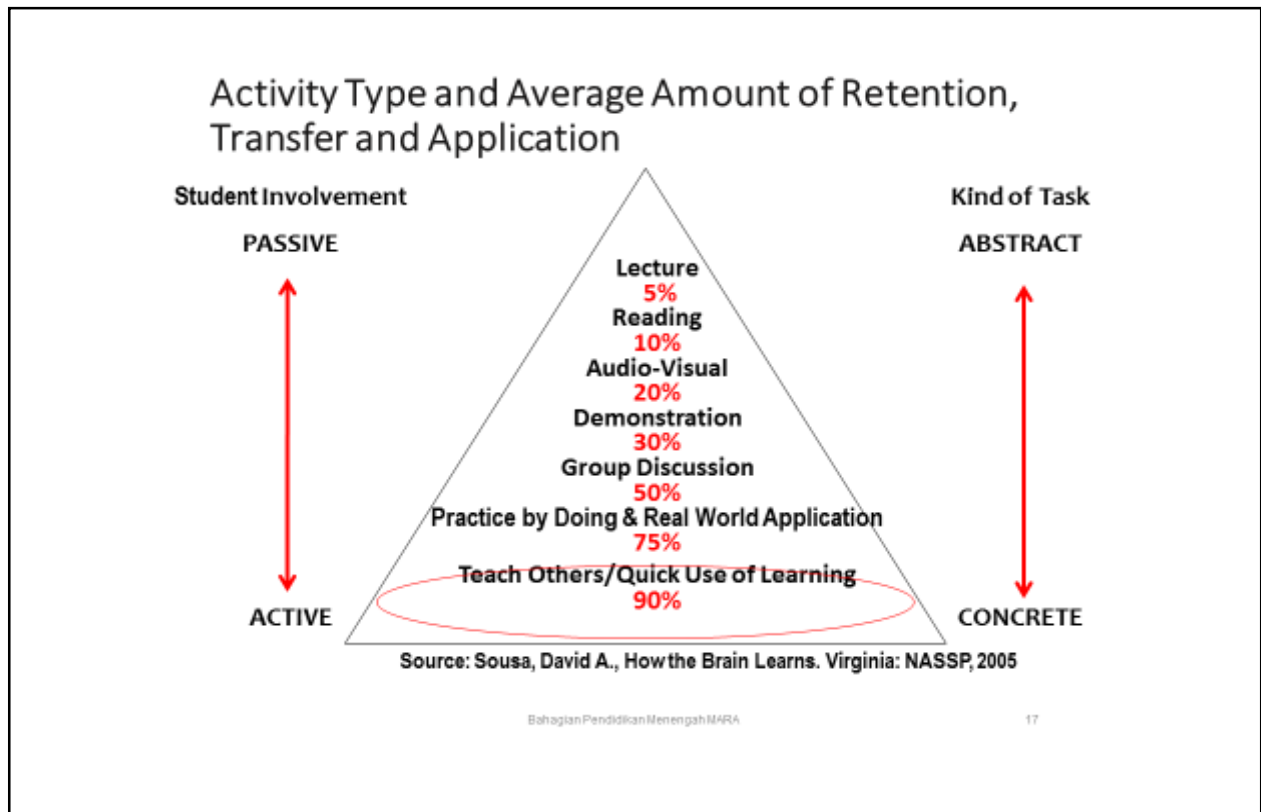 Activity Type and Average Amount of Retention,
Transfer and Application
Student Involvement
PASSIVE
Kind of Task
ABSTRACT
Lecture
5%
Reading
10%
Audio-Visual
20%
Demonstration
30%
Group Discussion
50%
Practice by Doing & Real World Application
75%
Teach Others/Quick Use of Learning
90%
ACTIVE
CONCRETE
Source: Sousa, David A., How the Brain Learns. Virginia: NASSP, 2005
Bahagian Pendidikan Menengah MARA
17